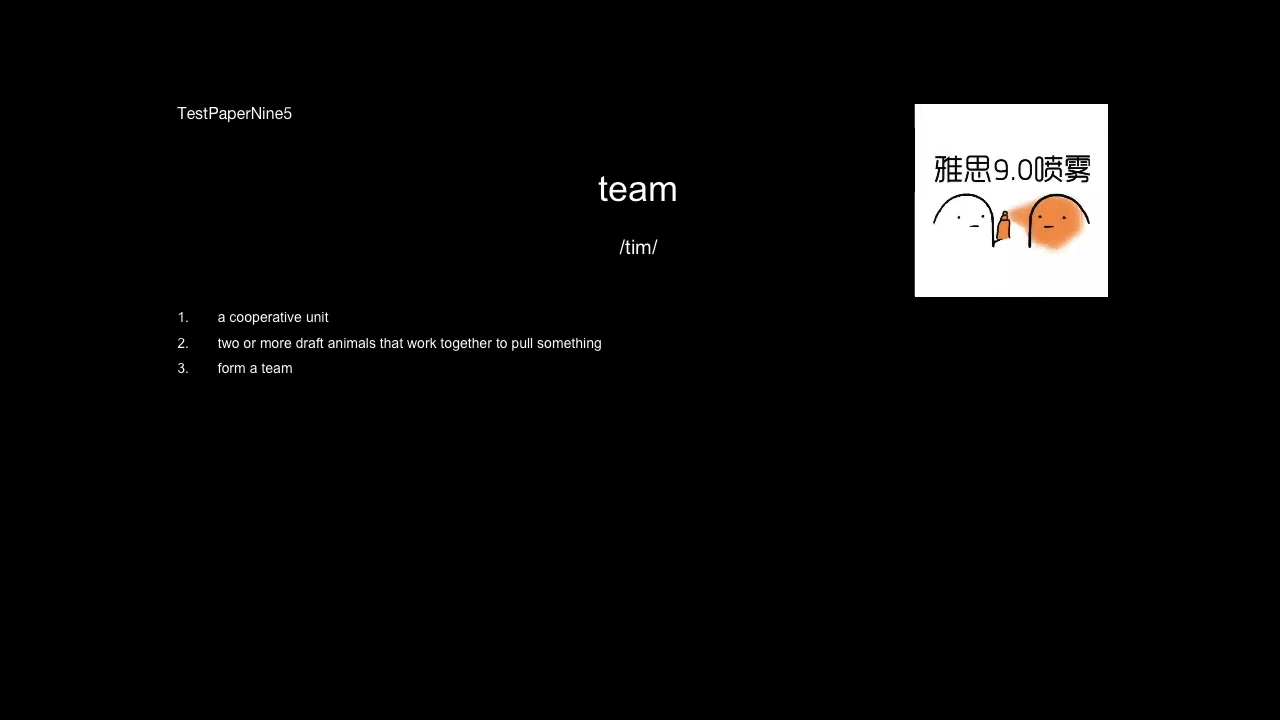 TestPaperNine5
雅思9.0喷雾
team
/tim/
1. a cooperative unit
2. two or more draft animals that work together to pull something
3. form a team